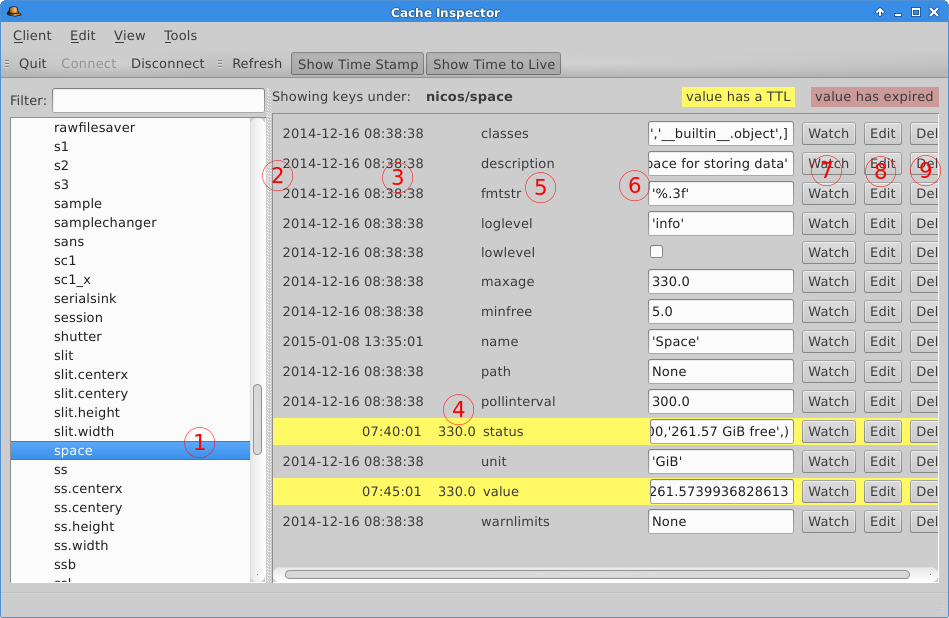 Cache Inspector
Client Edit View Tools
Quit Connect Disconnect Refresh Show Time Stamp Show Time to Live
Filter:
rawfilesaver
s1
s2
s3
sample
samplechanger
sans
sc1
sc1_x
serialsink
session
shutter
slit
slit.centerx
slit.centery
slit.height
slit.width
space 1
ss
ss.centerx
ss.centery
ss.height
ss.width
ssb
Showing keys under: nicos/space value has a TTL value has expired
2014-12-16 08:38:38 classes ','__builtin__.object',] Watch Edit Del
2014-12-16 08:38:38 description pace for storing data' Watch Edit Del
2 3 5 6 7 8 9
2014-12-16 08:38:38 fmtstr '%.3f' Watch Edit Del
2014-12-16 08:38:38 loglevel 'info' Watch Edit Del
2014-12-16 08:38:38 lowlevel Watch Edit Del
2014-12-16 08:38:38 maxage 330.0 Watch Edit Del
2014-12-16 08:38:38 minfree 5.0 Watch Edit Del
2015-01-08 13:35:01 name 'Space' Watch Edit Del
2014-12-16 08:38:38 path None Watch Edit Del
2014-12-16 08:38:38 pollinterval 300.0 Watch Edit Del
4
07:40:01 330.0 status 00,'261.57 GiB free',) Watch Edit Del
2014-12-16 08:38:38 unit 'GiB' Watch Edit Del
07:45:01 330.0 value 261.5739936828613 Watch Edit Del
2014-12-16 08:38:38 warnlimits None Watch Edit Del